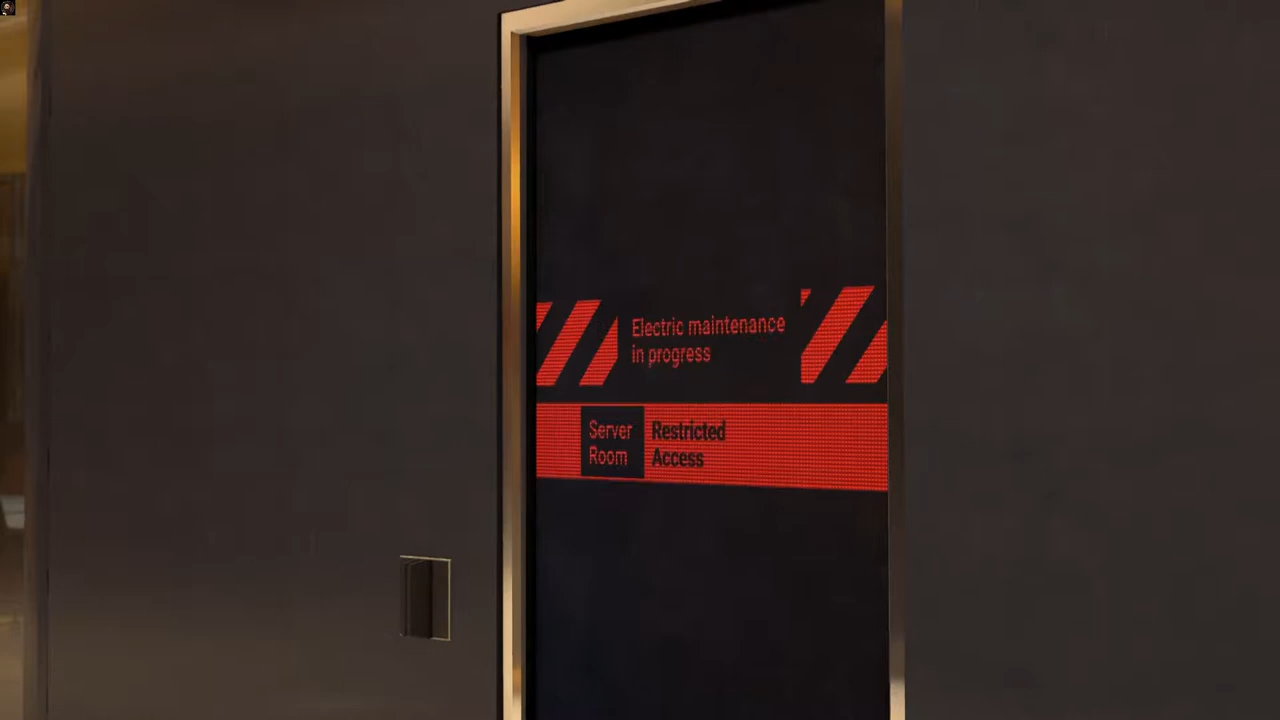 Electric maintenance
in progress
Server
Room
Restricted
Access